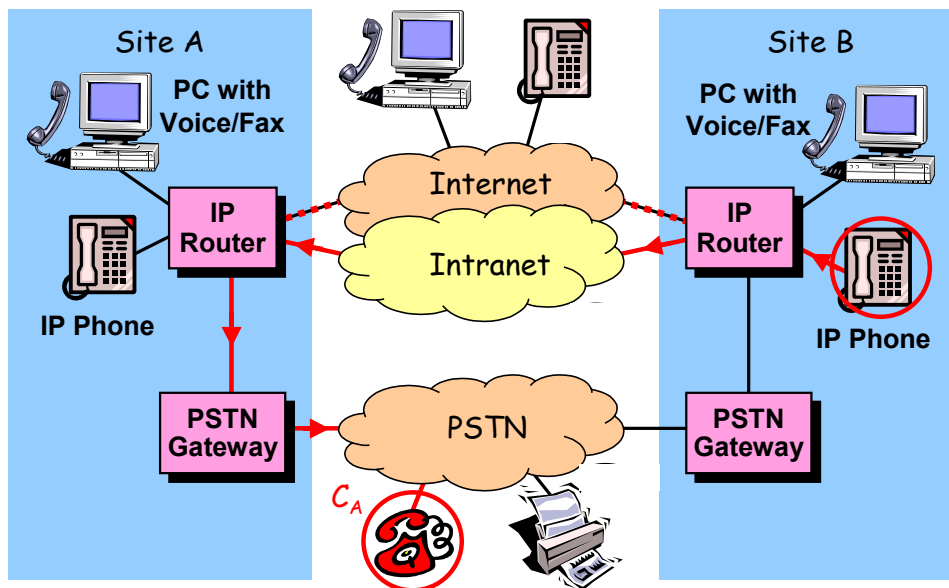 Site A
PC with
Voice/Fax
IP
Router
IP Phone
PSTN
Gateway
Internet
Intranet
PSTN
C_A
Site B
PC with
Voice/Fax
IP
Router
IP Phone
PSTN
Gateway